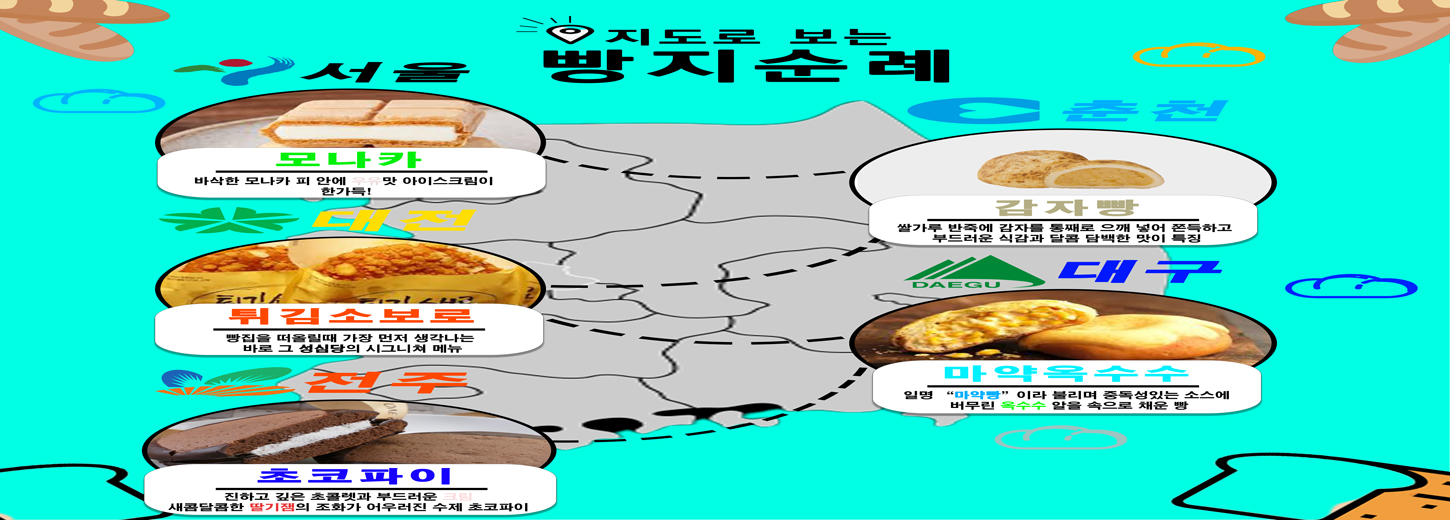 지도로 보는
빵지순례
서울
모나카
바삭한 모나카 피 안에 우유맛 아이스크림이
한가득!
대전
튀김소보로
빵집을 떠올릴때 가장 먼저 생각나는
바로 그 성심당의 시그니쳐 메뉴
전주
초코파이
진하고 깊은 초콜렛과 부드러운 크림
새콤달콤한 딸기잼의 조화가 어우러진 수제 초코파이
춘천
감자빵
쌀가루 반죽에 감자를 통째로 으깨 넣어 쫀득하고
부드러운 식감과 달콤 담백한 맛이 특징
DAEGU
대구
마약옥수수
일명 “마약빵” 이라 불리며 중독성있는 소스에
버무린 옥수수 알을 속으로 채운 빵